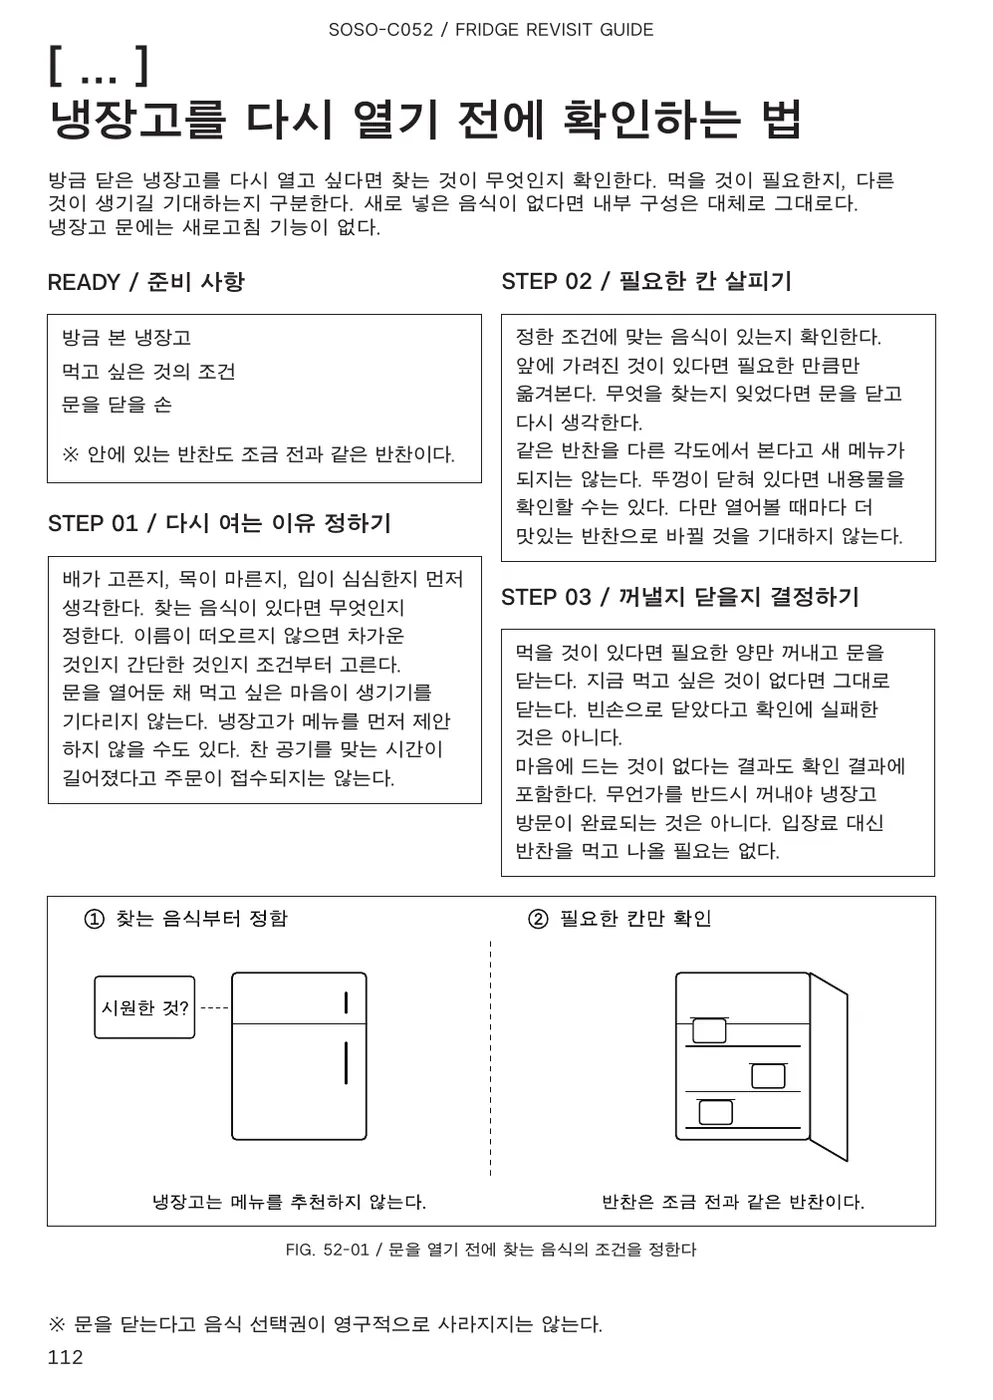 SOSO-C052 / FRIDGE REVISIT GUIDE
[ ... ]
냉장고를 다시 열기 전에 확인하는 법
방금 닫은 냉장고를 다시 열고 싶다면 찾는 것이 무엇인지 확인한다. 먹을 것이 필요한지, 다른
것이 생기길 기대하는지 구분한다. 새로 넣은 음식이 없다면 내부 구성은 대체로 그대로다.
냉장고 문에는 새로고침 기능이 없다.
READY / 준비 사항
방금 본 냉장고
먹고 싶은 것의 조건
문을 닫을 손
※ 안에 있는 반찬도 조금 전과 같은 반찬이다.
STEP 01 / 다시 여는 이유 정하기
배가 고픈지, 목이 마른지, 입이 심심한지 먼저
생각한다. 찾는 음식이 있다면 무엇인지
정한다. 이름이 떠오르지 않으면 차가운
것인지 간단한 것인지 조건부터 고른다.
문을 열어둔 채 먹고 싶은 마음이 생기기를
기다리지 않는다. 냉장고가 메뉴를 먼저 제안
하지 않을 수도 있다. 찬 공기를 맞는 시간이
길어졌다고 주문이 접수되지는 않는다.
STEP 02 / 필요한 칸 살피기
정한 조건에 맞는 음식이 있는지 확인한다.
앞에 가려진 것이 있다면 필요한 만큼만
옮겨본다. 무엇을 찾는지 잊었다면 문을 닫고
다시 생각한다.
같은 반찬을 다른 각도에서 본다고 새 메뉴가
되지는 않는다. 뚜껑이 닫혀 있다면 내용물을
확인할 수는 있다. 다만 열어볼 때마다 더
맛있는 반찬으로 바뀔 것을 기대하지 않는다.
STEP 03 / 꺼낼지 닫을지 결정하기
먹을 것이 있다면 필요한 양만 꺼내고 문을
닫는다. 지금 먹고 싶은 것이 없다면 그대로
닫는다. 빈손으로 닫았다고 확인에 실패한
것은 아니다.
마음에 드는 것이 없다는 결과도 확인 결과에
포함한다. 무언가를 반드시 꺼내야 냉장고
방문이 완료되는 것은 아니다. 입장료 대신
반찬을 먹고 나올 필요는 없다.
① 찾는 음식부터 정함
시원한 것?
냉장고는 메뉴를 추천하지 않는다.
② 필요한 칸만 확인
반찬은 조금 전과 같은 반찬이다.
FIG. 52-01 / 문을 열기 전에 찾는 음식의 조건을 정한다
※ 문을 닫는다고 음식 선택권이 영구적으로 사라지지는 않는다.
112